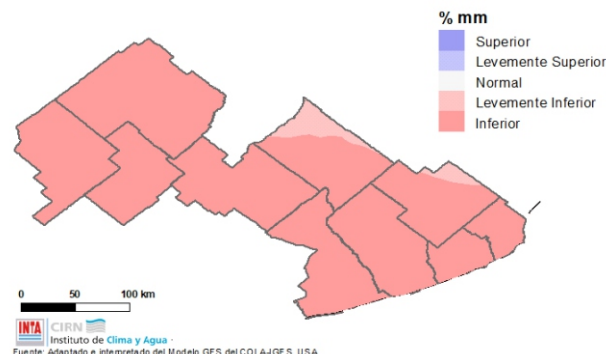 % mm
Superior
Levemente Superior
Normal
Levemente Inferior
Inferior
0 50 100 km
INTA CIRN
Instituto de Clima y Agua -
Fuente: Adaptado e interpretado del Modelo GFS del COLA-IGES, USA